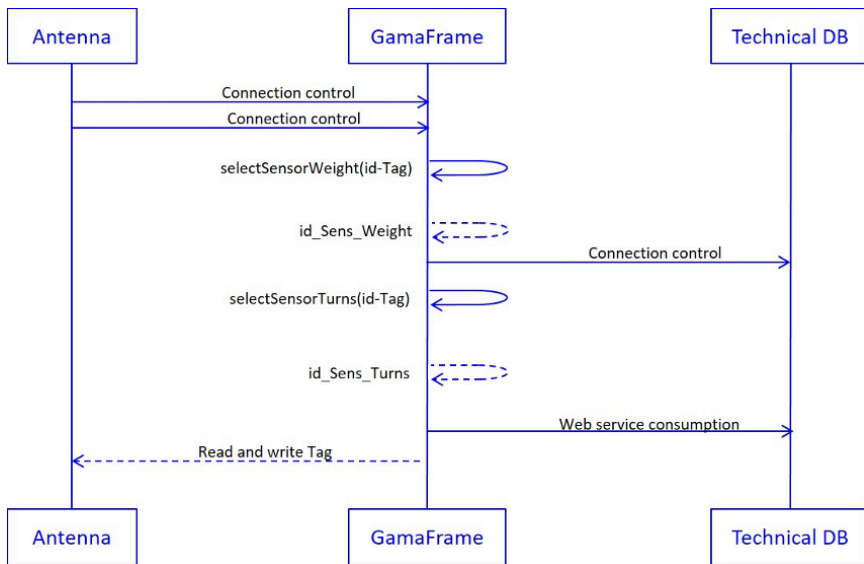 Antenna
GamaFrame
Technical DB
Connection control
Connection control
selectSensorWeight(id-Tag)
id_Sens_Weight
Connection control
selectSensorTurns(id-Tag)
id_Sens_Turns
Web service consumption
Read and write Tag
Antenna
GamaFrame
Technical DB